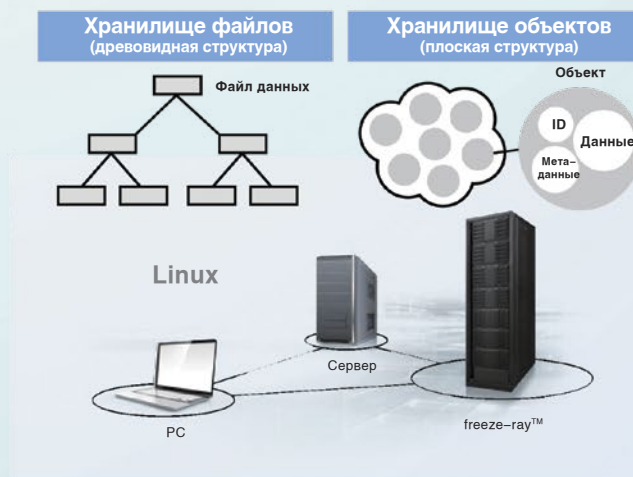 Хранилище файлов
(древовидная структура)
Хранилище объектов
(плоская структура)
Файл данных
Объект
ID
Данные
Мета–
данные
Linux
Сервер
PC
freeze–ray™